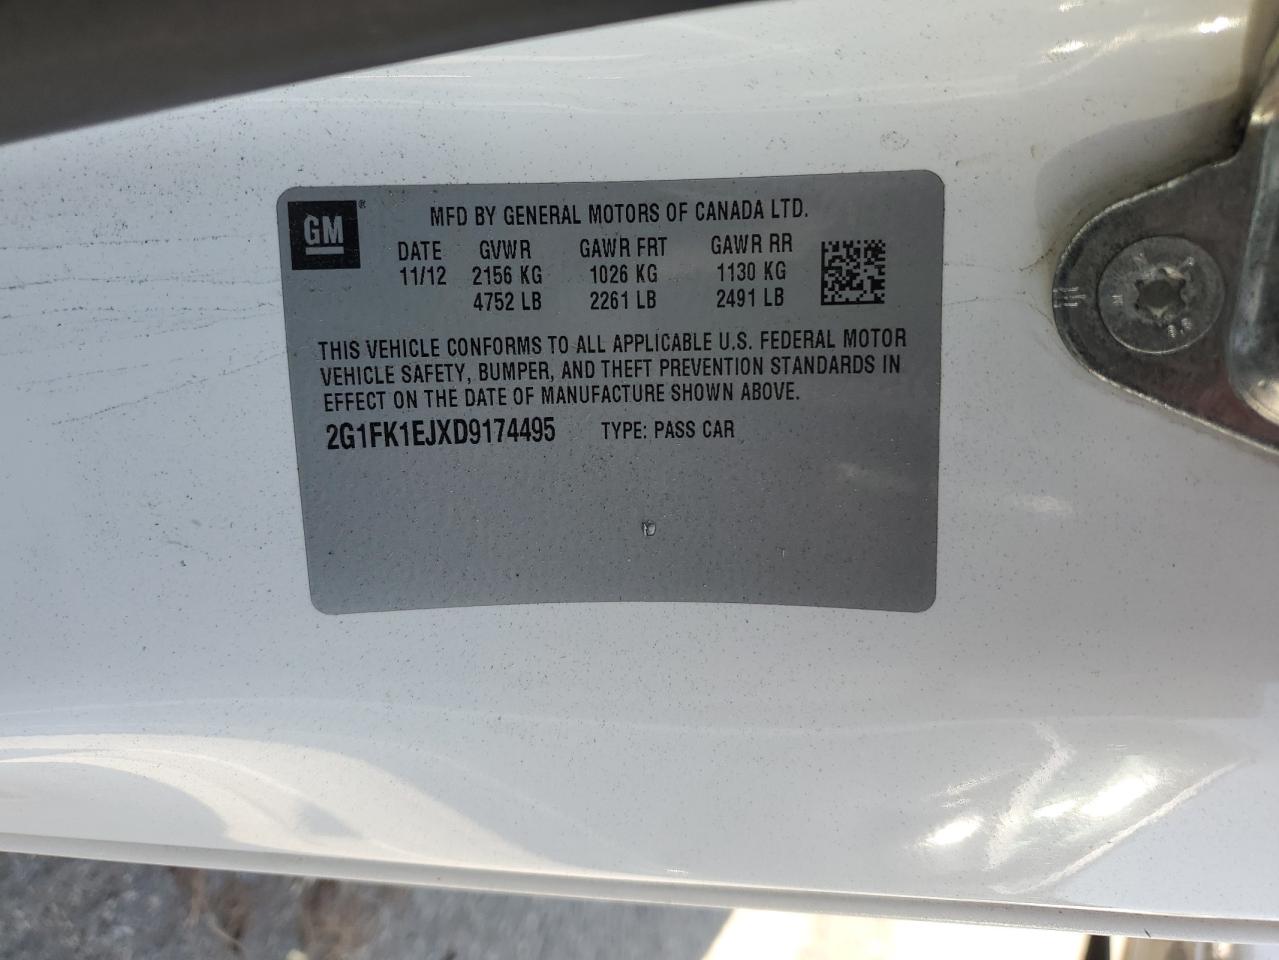 GM®
MFD BY GENERAL MOTORS OF CANADA LTD.
DATE GVWR GAWR FRT GAWR RR
11/12 2156 KG 1026 KG 1130 KG
4752 LB 2261 LB 2491 LB
THIS VEHICLE CONFORMS TO ALL APPLICABLE U.S. FEDERAL MOTOR
VEHICLE SAFETY, BUMPER, AND THEFT PREVENTION STANDARDS IN
EFFECT ON THE DATE OF MANUFACTURE SHOWN ABOVE.
2G1FK1EJXD9174495 TYPE: PASS CAR